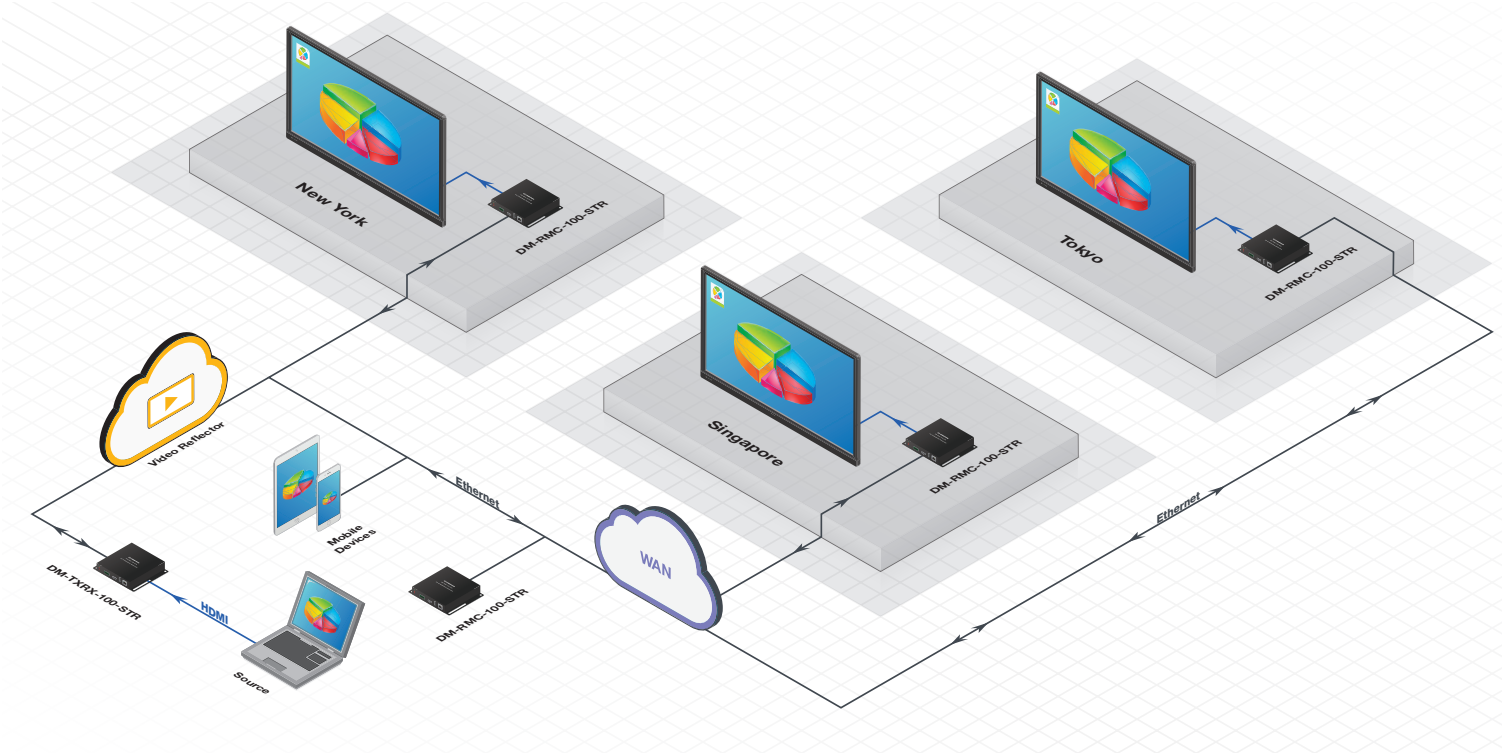 New York
DM-RMC-100-STR
Tokyo
DM-RMC-100-STR
Singapore
DM-RMC-100-STR
Video Reflector
Mobile
Devices
Ethernet
WAN
Ethernet
DM-TXRX-100-STR
HDMI
Source
DM-RMC-100-STR